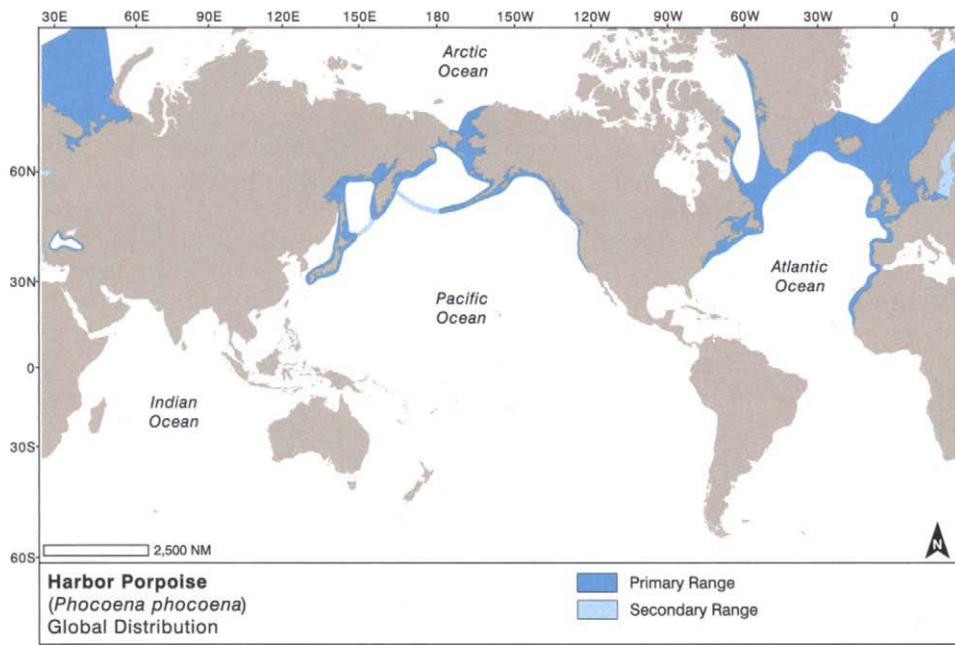 30E 60E 90E 120E 150E 180 150W 120W 90W 60W 30W 0
Arctic
Ocean
60N
30N
Atlantic
Ocean
Pacific
Ocean
0
Indian
Ocean
30S
2,500 NM
N
60S
Harbor Porpoise
(Phocoena phocoena)
Global Distribution
Primary Range
Secondary Range